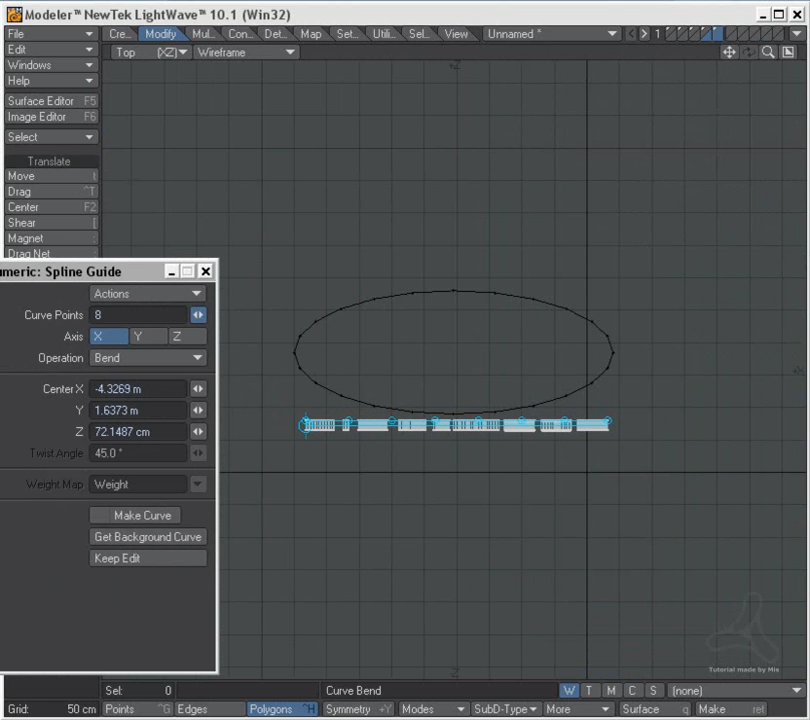 Modeler™ NewTek LightWave™ 10.1 (Win32)
File Cre... Modify Mul... Con... Det... Map Set... Utili... Sel... View Unnamed * 1
Edit Top (XZ) Wireframe
Windows
Help
Surface Editor F5
Image Editor F6
Select
Translate
Move t
Drag ^T
Center F2
Shear [
Magnet :
Drag Net ;
umeric: Spline Guide
Actions
Curve Points 8
Axis X Y Z
Operation Bend
Center X -4.3269 m
Y 1.6373 m
Z 72.1487 cm
Twist Angle 45.0 °
Weight Map Weight
Make Curve
Get Background Curve
Keep Edit
Tutorial made by Mis
Sel: 0 Curve Bend W T M C S (none)
Grid: 50 cm Points ^G Edges Polygons ^H Symmetry +Y Modes SubD-Type More Surface q Make ret